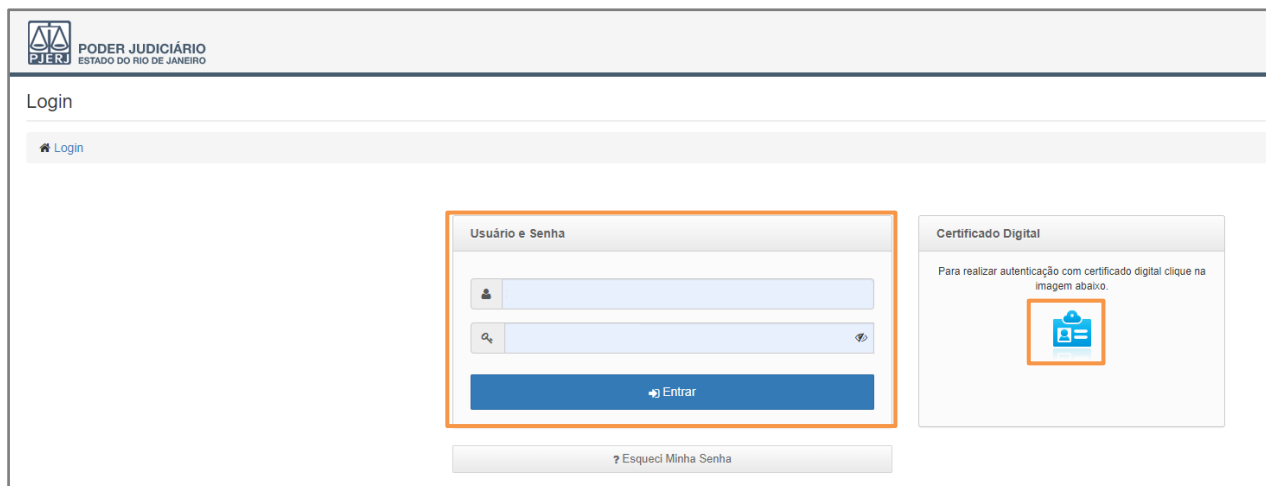 PJERJ
PODER JUDICIÁRIO
ESTADO DO RIO DE JANEIRO
Login
Login
Usuário e Senha
Entrar
? Esqueci Minha Senha
Certificado Digital
Para realizar autenticação com certificado digital clique na
imagem abaixo.